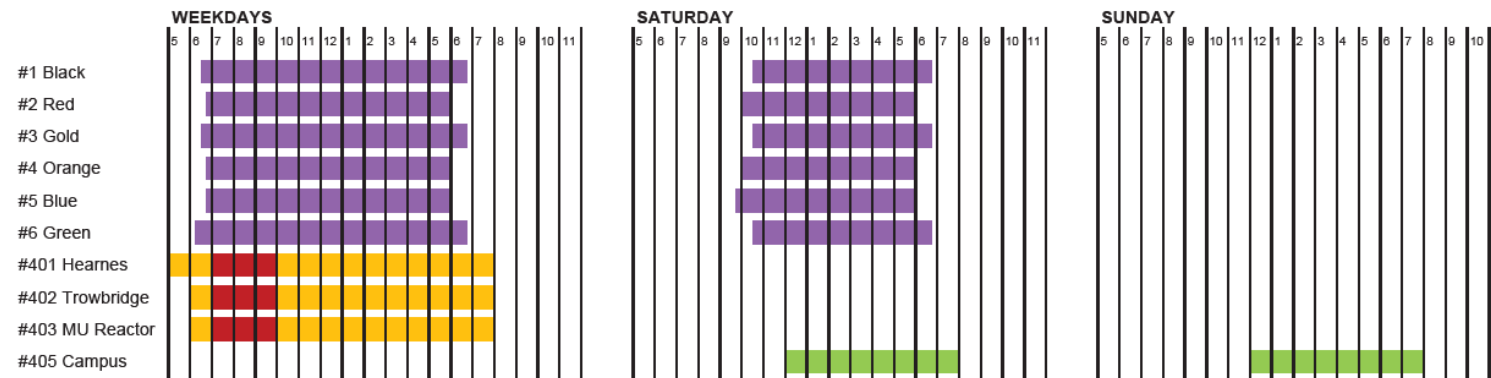 WEEKDAYS SATURDAY SUNDAY
5 6 7 8 9 10 11 12 1 2 3 4 5 6 7 8 9 10 11 5 6 7 8 9 10 11 12 1 2 3 4 5 6 7 8 9 10 11 5 6 7 8 9 10 11 12 1 2 3 4 5 6 7 8 9 10
#1 Black
#2 Red
#3 Gold
#4 Orange
#5 Blue
#6 Green
#401 Hearnes
#402 Trowbridge
#403 MU Reactor
#405 Campus